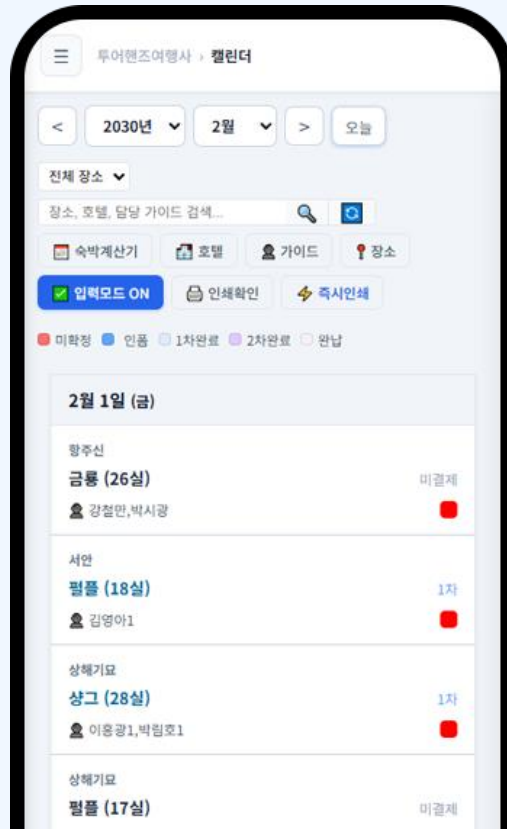 ☰ 투어핸즈여행사 › 캘린더
< 2030년 2월 > 오늘
전체 장소
장소, 호텔, 담당 가이드 검색...
숙박계산기 호텔 가이드 장소
입력모드 ON 인쇄확인 즉시인쇄
미확정 인폼 1차완료 2차완료 완납
2월 1일 (금)
항주신
금룡 (26실) 미결제
강철만,박시광
서안
펄플 (18실) 1차
김영아1
상해기묘
샹그 (28실) 1차
이홍광1,박림호1
상해기묘
펄플 (17실) 미결제